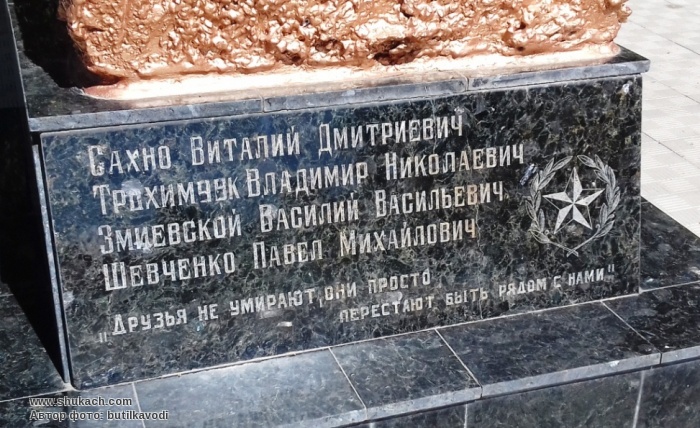 Сахно Виталий Дмитриевич
Трохимчук Владимир Николаевич
Змиевской Василий Васильевич
Шевченко Павел Михайлович
„Друзья не умирают, они просто
перестают быть рядом с нами"
www.shukach.com
Автор фото: butilkavodi